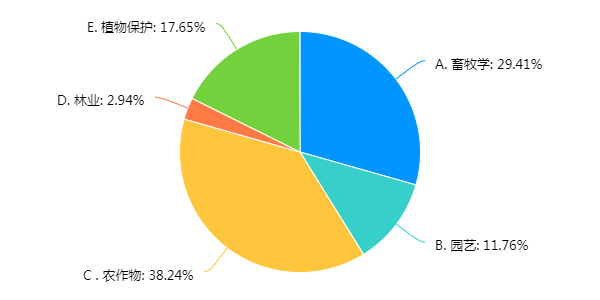 E. 植物保护: 17.65%
A. 畜牧学: 29.41%
D. 林业: 2.94%
B. 园艺: 11.76%
C . 农作物: 38.24%